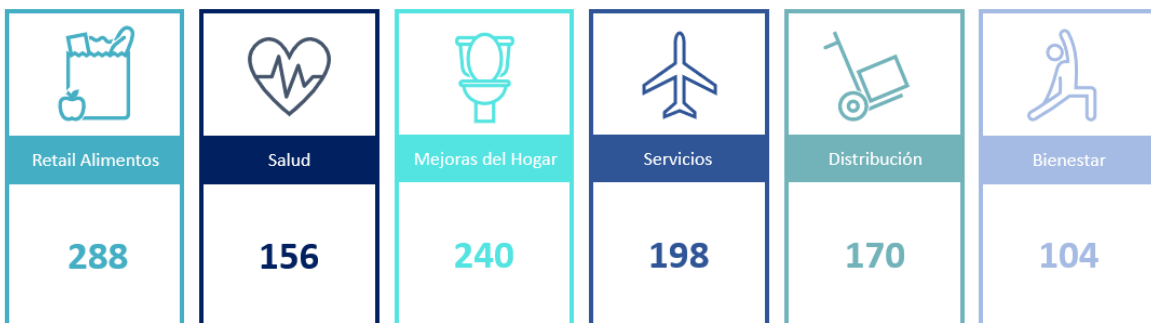 Retail Alimentos
288
Salud
156
Mejoras del Hogar
240
Servicios
198
Distribución
170
Bienestar
104